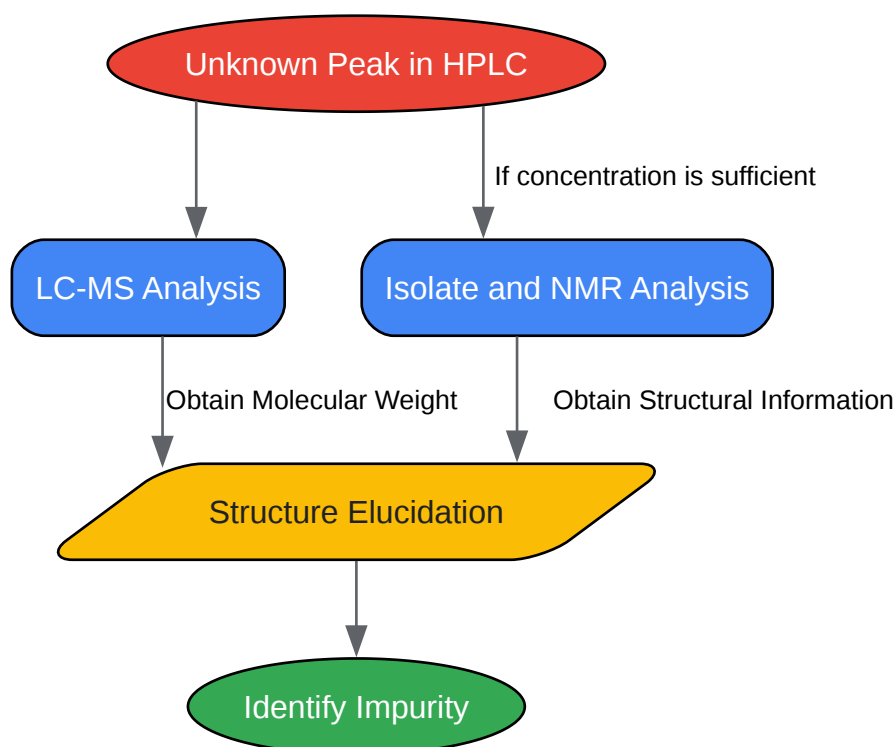 Unknown Peak in HPLC
If concentration is sufficient
LC-MS Analysis
Isolate and NMR Analysis
Obtain Molecular Weight
Obtain Structural Information
Structure Elucidation
Identify Impurity